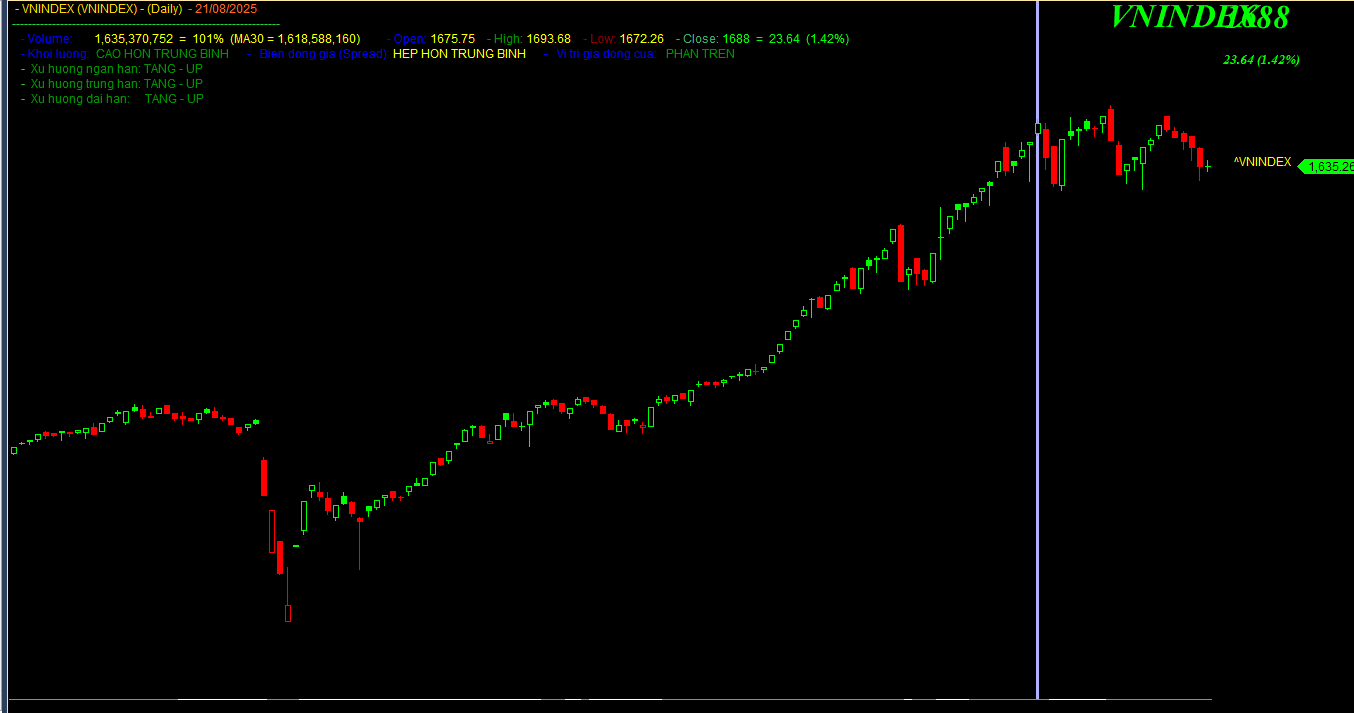 - VNINDEX (VNINDEX) - (Daily) - 21/08/2025
- Volume: 1,635,370,752 = 101% (MA30 = 1,618,588,160) - Open: 1675.75 - High: 1693.68 - Low: 1672.26 - Close: 1688 = 23.64 (1.42%)
- Khoi luong: CAO HON TRUNG BINH - Bien dong gia (Spread): HEP HON TRUNG BINH - Vi tri gia dong cua: PHAN TREN
- Xu huong ngan han: TANG - UP
- Xu huong trung han: TANG - UP
- Xu huong dai han: TANG - UP
VNINDEX 1688
23.64 (1.42%)
^VNINDEX
1,635.26